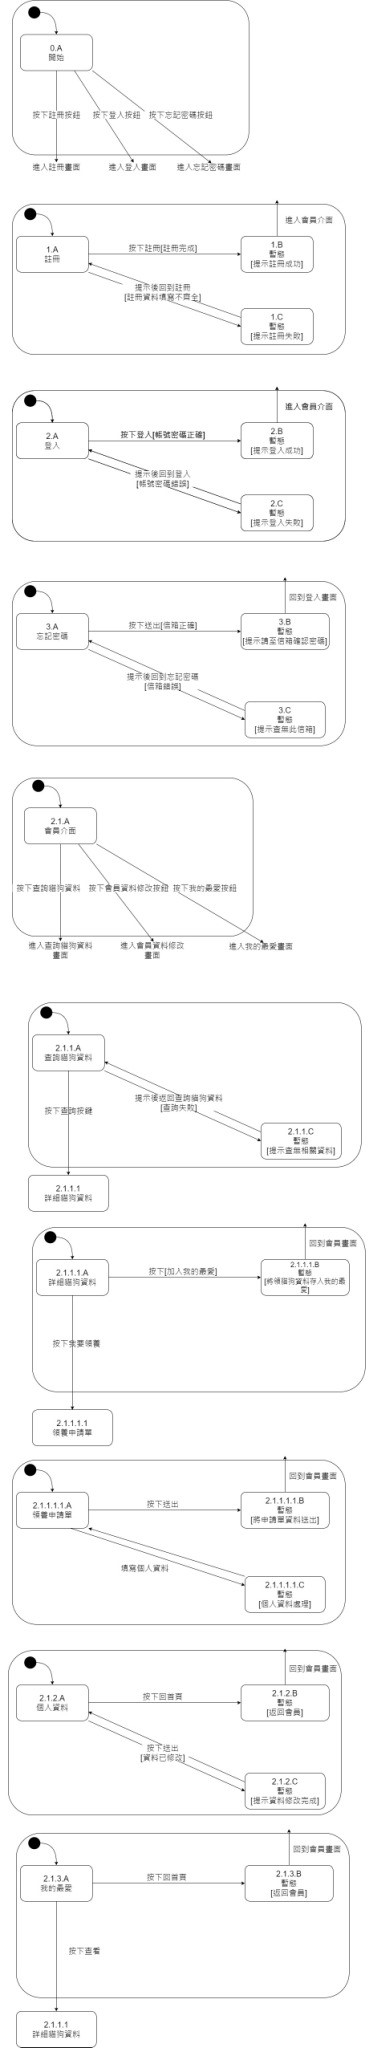 0.A
開始
按下註冊按鈕
按下登入按鈕
按下忘記密碼按鈕
進入註冊畫面
進入登入畫面
進入忘記密碼畫面
進入會員介面
1.A
註冊
按下註冊[註冊完成]
1.B
暫態
[提示註冊成功]
提示後回到註冊
[註冊資料填寫不齊全]
1.C
暫態
[提示註冊失敗]
進入會員介面
2.A
登入
按下登入[帳號密碼正確]
2.B
暫態
[提示登入成功]
提示後回到登入
[帳號密碼錯誤]
2.C
暫態
[提示登入失敗]
回到登入畫面
3.A
忘記密碼
按下送出[信箱正確]
3.B
暫態
[提示請至信箱確認密碼]
提示後回到忘記密碼
[信箱錯誤]
3.C
暫態
[提示查無此信箱]
2.1.A
會員介面
按下查詢貓狗資料
按下會員資料修改按鈕
按下我的最愛按鈕
進入查詢貓狗資料
畫面
進入會員資料修改
畫面
進入我的最愛畫面
2.1.1.A
查詢貓狗資料
提示後返回查詢貓狗資料
[查詢失敗]
按下查詢按鍵
2.1.1.C
暫態
[提示查無相關資料]
2.1.1.1
詳細貓狗資料
回到會員畫面
2.1.1.1.A
詳細貓狗資料
按下[加入我的最愛]
2.1.1.1.B
暫態
[將領貓狗資料存入我的最
愛]
按下我要領養
2.1.1.1.1
領養申請單
回到會員畫面
2.1.1.1.1.A
領養申請單
按下送出
2.1.1.1.1.B
暫態
[將申請單資料送出]
填寫個人資料
2.1.1.1.1.C
暫態
[個人資料處理]
回到會員畫面
2.1.2.A
個人資料
按下回首頁
2.1.2.B
暫態
[返回會員]
按下送出
[資料已修改]
2.1.2.C
暫態
[提示資料修改完成]
回到會員畫面
2.1.3.A
我的最愛
按下回首頁
2.1.3.B
暫態
[返回會員]
按下查看
2.1.1.1
詳細貓狗資料